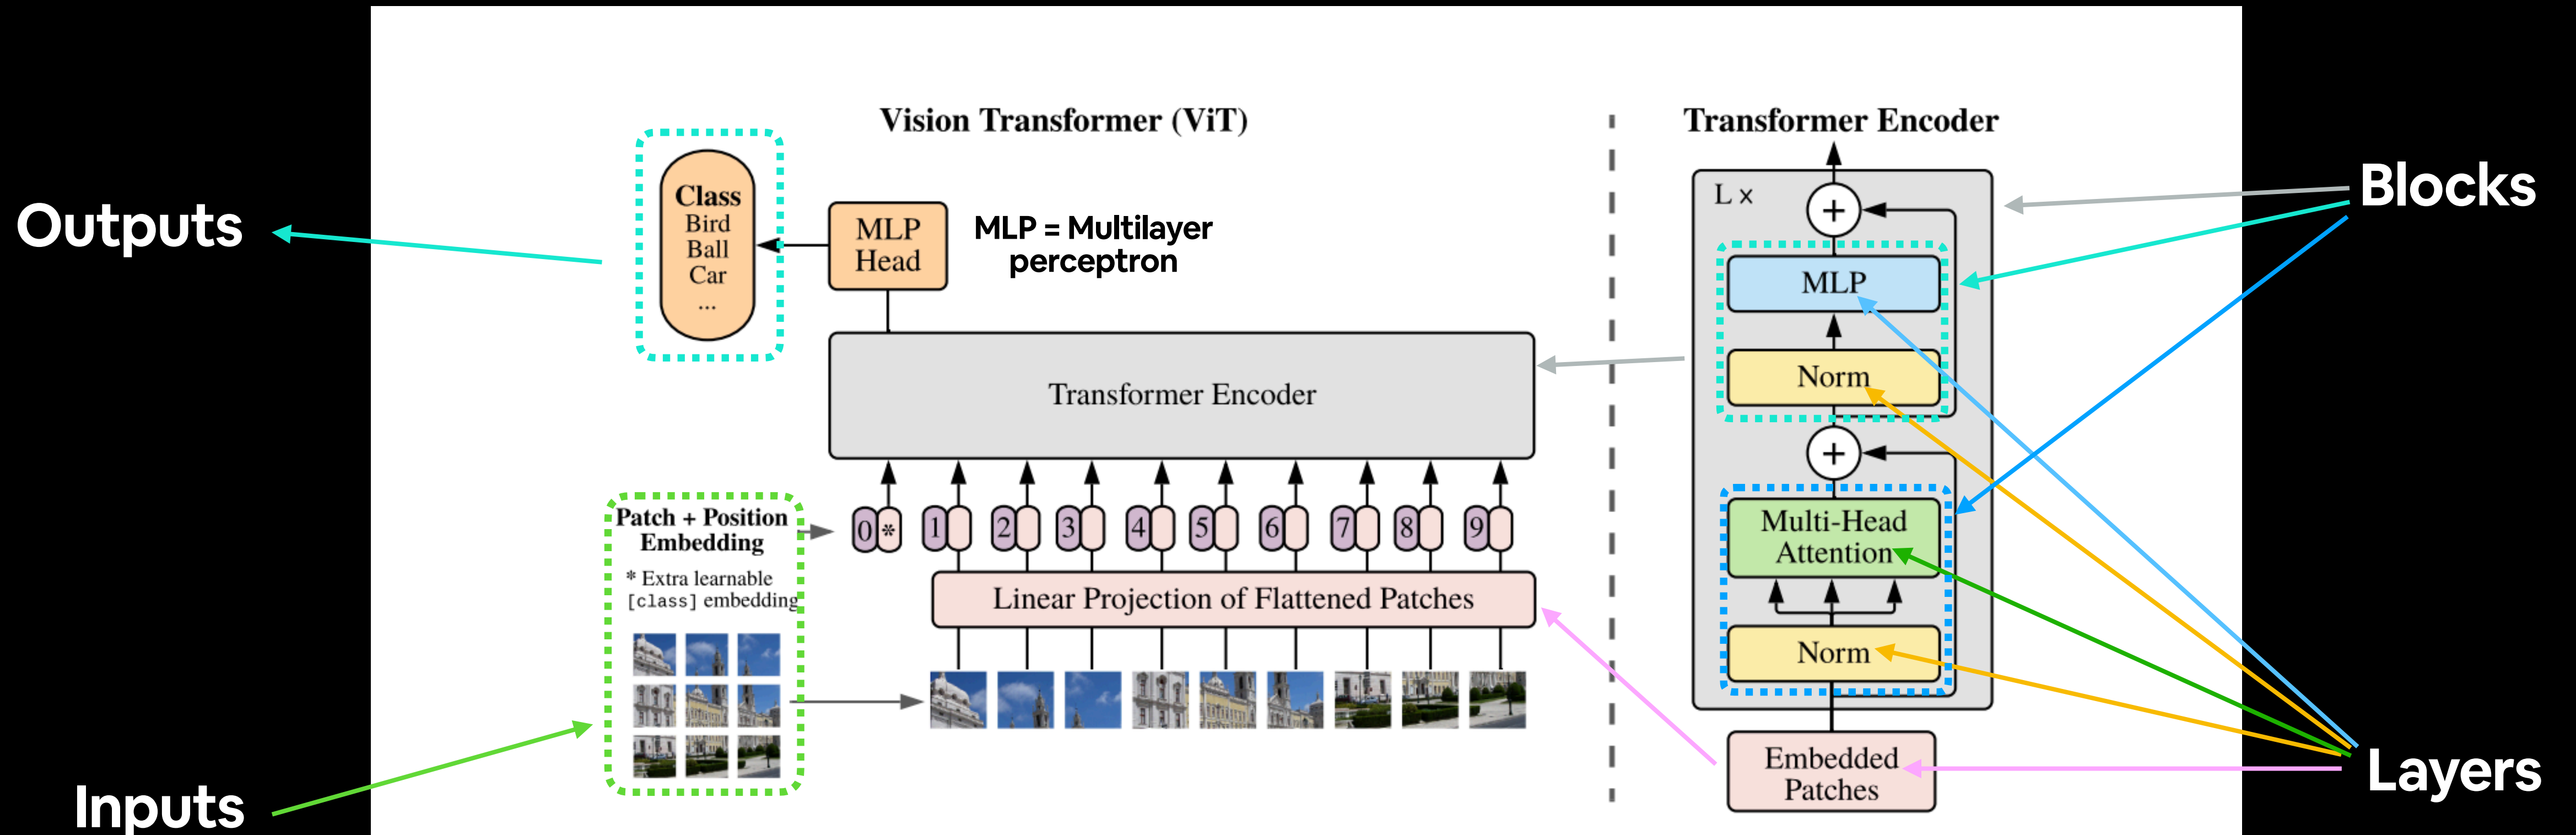 Outputs
Inputs
Vision Transformer (ViT)
Class
Bird
Ball
Car
...
MLP
Head
MLP = Multilayer
perceptron
Transformer Encoder
Patch + Position
Embedding
* Extra learnable
[class] embedding
0 * 1 2 3 4 5 6 7 8 9
Linear Projection of Flattened Patches
Transformer Encoder
L ×
+
MLP
Norm
+
Multi-Head
Attention
Norm
Embedded
Patches
Blocks
Layers